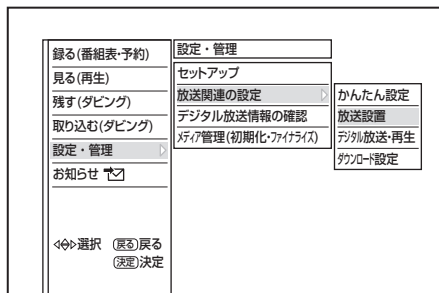 録る(番組表・予約)
見る(再生)
残す(ダビング)
取り込む(ダビング)
設定・管理
お知らせ
選択 戻る戻る
決定決定
設定・管理
セットアップ
放送関連の設定
デジタル放送情報の確認
メディア管理(初期化・ファイナライズ)
かんたん設定
放送設置
デジタル放送・再生
ダウンロード設定